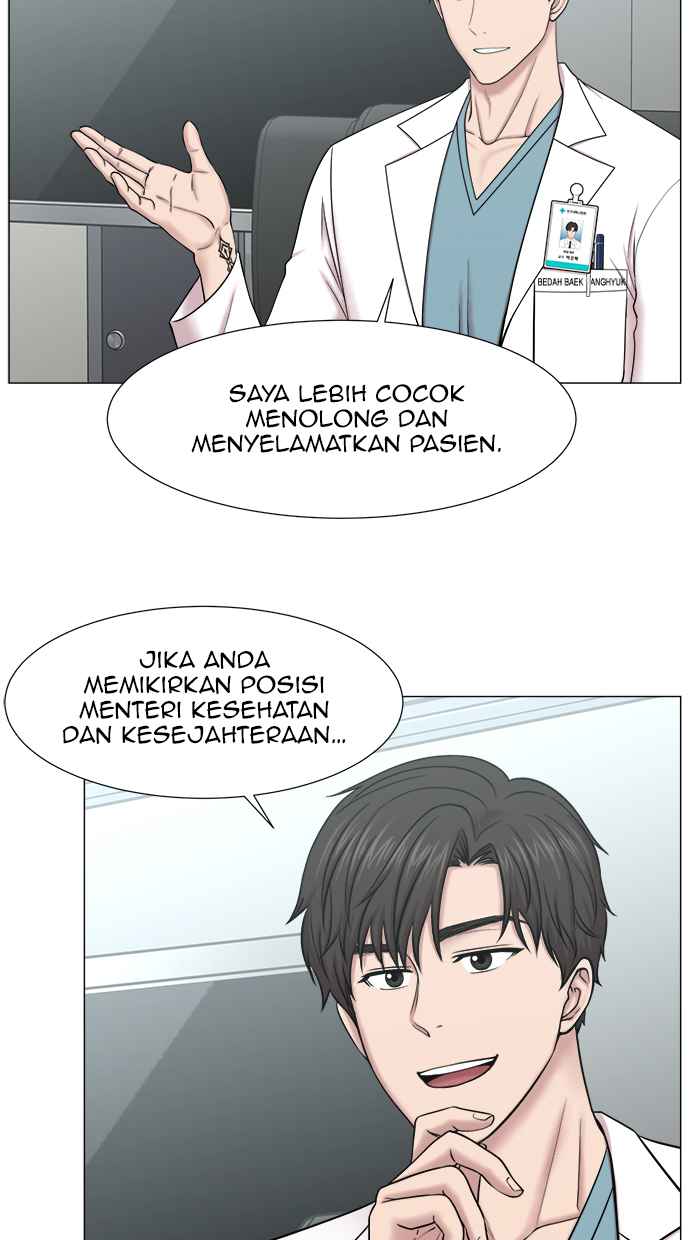 BEDAH BAEK ANGHYUK
SAYA LEBIH COCOK
MENOLONG DAN
MENYELAMATKAN PASIEN.
JIKA ANDA
MEMIKIRKAN POSISI
MENTERI KESEHATAN
DAN KESEJAHTERAAN...